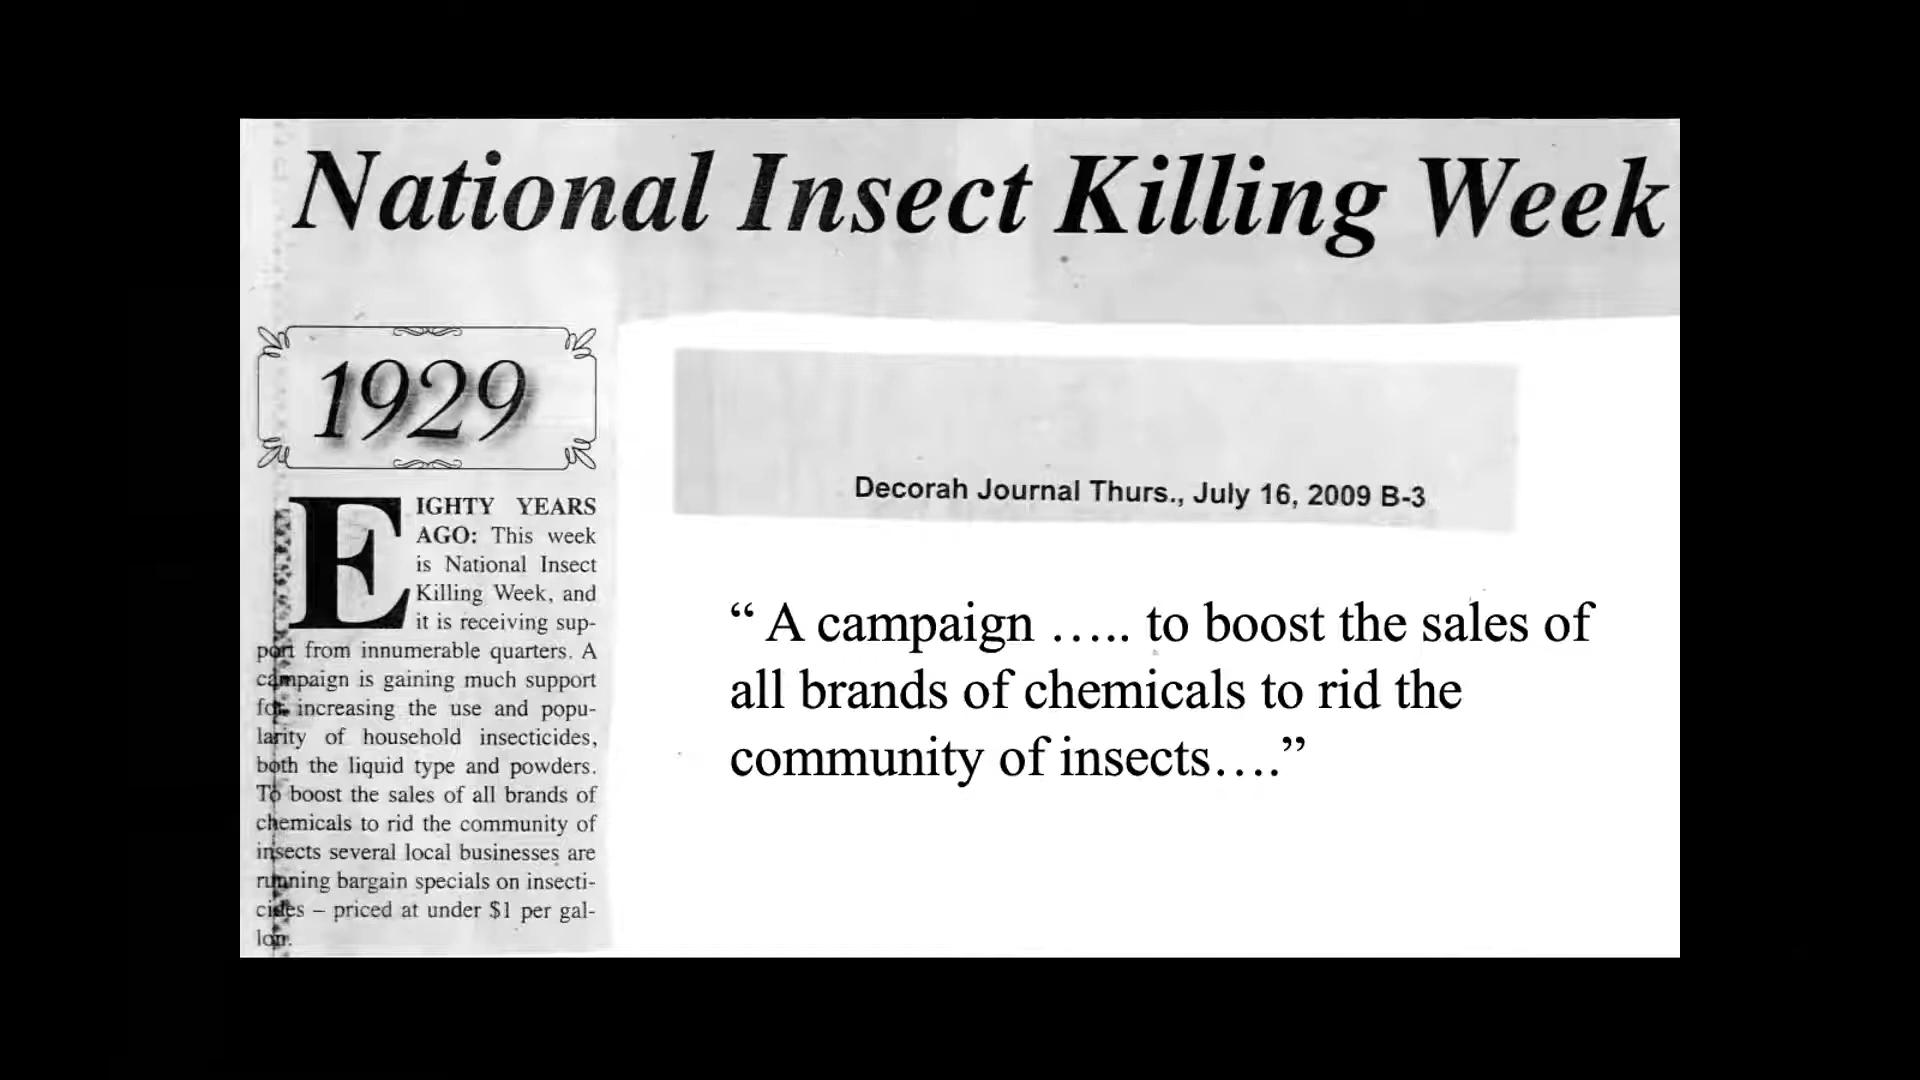 National Insect Killing Week
1929
EIGHTY YEARS
AGO: This week
is National Insect
Killing Week, and
it is receiving sup-
port from innumerable quarters. A
campaign is gaining much support
for increasing the use and popu-
larity of household insecticides,
both the liquid type and powders.
To boost the sales of all brands of
chemicals to rid the community of
insects several local businesses are
running bargain specials on insecti-
cides – priced at under $1 per gal-
lon.
Decorah Journal Thurs., July 16, 2009 B-3
“ A campaign ….. to boost the sales of
all brands of chemicals to rid the
community of insects….”